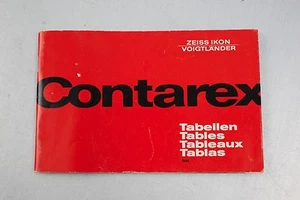 ZEISS IKON
VOIGTLÄNDER
Contarex
Tabellen
Tables
Tableaux
Tablas